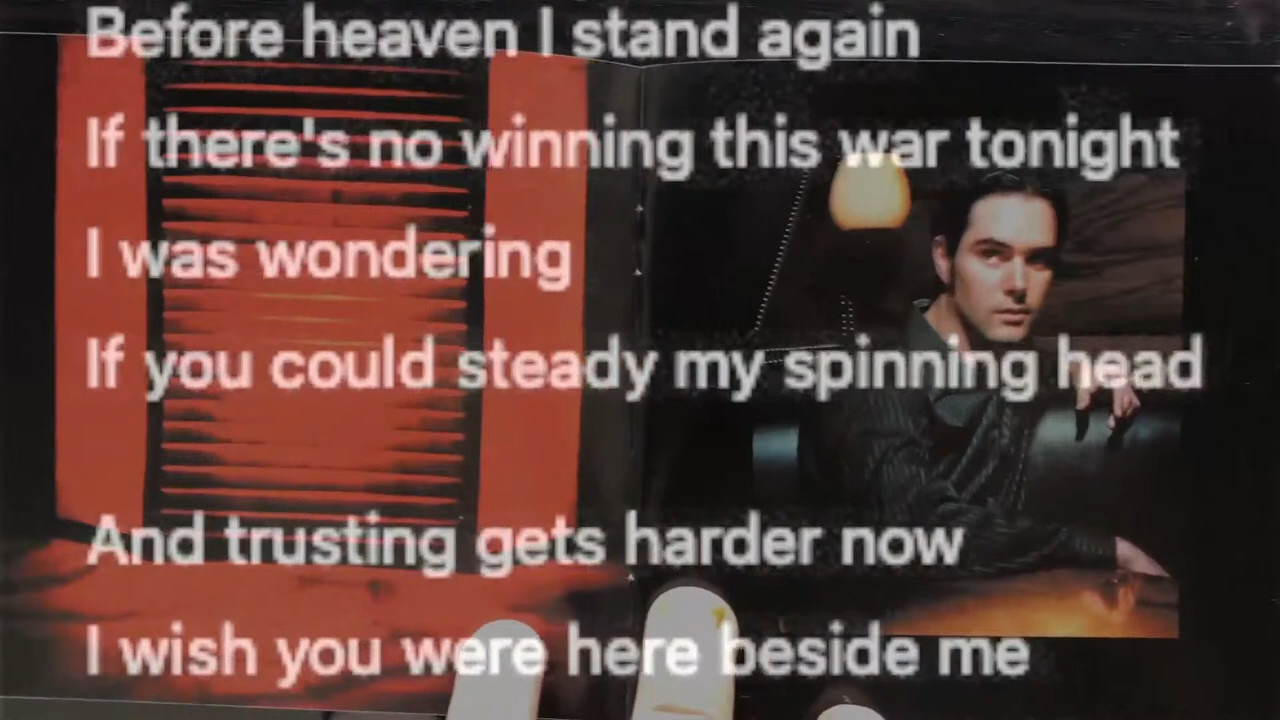 Before heaven I stand again
If there's no winning this war tonight
I was wondering
If you could steady my spinning head
And trusting gets harder now
I wish you were here beside me